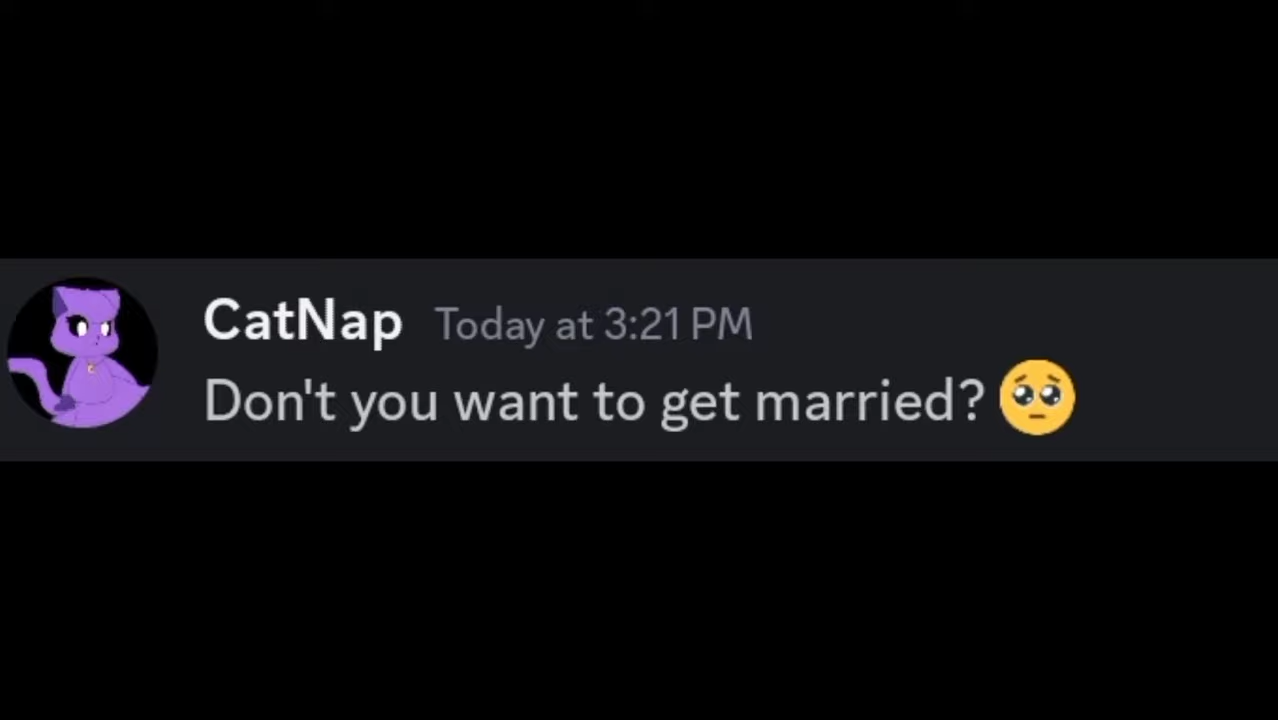 CatNap Today at 3:21 PM
Don't you want to get married? 🥺